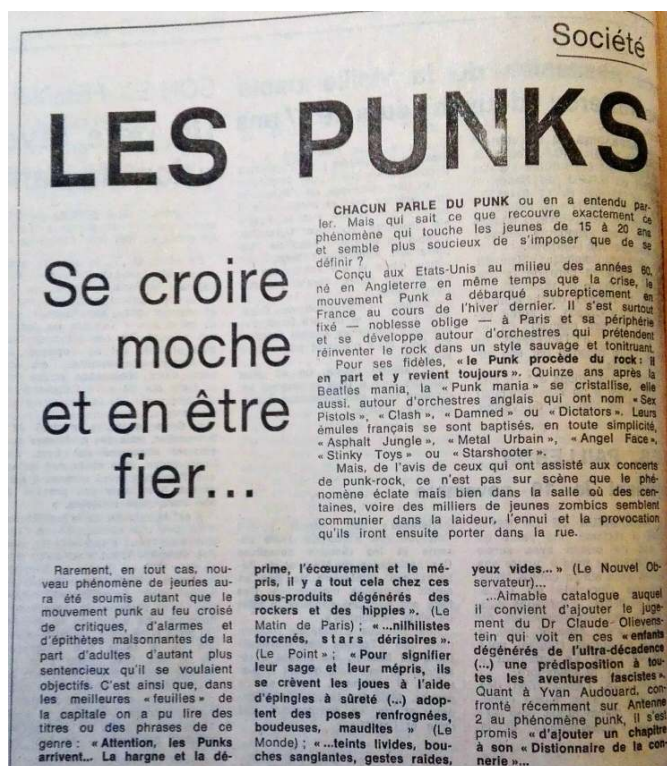 Société
LES PUNKS
Se croire
moche
et en être
fier...
CHACUN PARLE DU PUNK ou en a entendu par-
ler. Mais qui sait ce que recouvre exactement ce
phénomène qui touche les jeunes de 15 à 20 ans
et semble plus soucieux de s'imposer que de se
définir ?
Conçu aux Etats-Unis au milieu des années 60,
né en Angleterre en même temps que la crise, le
mouvement Punk a débarqué subrepticement en
France au cours de l'hiver dernier. Il s'est surtout
fixé — noblesse oblige — à Paris et sa périphérie
et se développe autour d'orchestres qui prétendent
réinventer le rock dans un style sauvage et tonitruant.
Pour ses fidèles, « le Punk procède du rock : il
en part et y revient toujours ». Quinze ans après la
Beatles mania, la « Punk mania » se cristallise, elle
aussi, autour d'orchestres anglais qui ont nom « Sex
Pistols », « Clash », « Damned » ou « Dictators ». Leurs
émules français se sont baptisés, en toute simplicité,
« Asphalt Jungle », « Metal Urbain », « Angel Face »,
« Stinky Toys » ou « Starshooter ».
Mais, de l'avis de ceux qui ont assisté aux concerts
de punk-rock, ce n'est pas sur scène que le phé-
nomène éclate mais bien dans la salle où des cen-
taines, voire des milliers de jeunes zombics semblent
communier dans la laideur, l'ennui et la provocation
qu'ils iront ensuite porter dans la rue.
Rarement, en tout cas, nou-
veau phénomène de jeunes au-
ra été soumis autant que le
mouvement punk au feu croisé
de critiques, d'alarmes et
d'épithètes malsonnantes de la
part d'adultes d'autant plus
sentencieux qu'il se voulaient
objectifs. C'est ainsi que, dans
les meilleures « feuilles » de
la capitale on a pu lire des
titres ou des phrases de ce
genre : « Attention, les Punks
arrivent... La hargne et la dé-
prime, l'écœurement et le mé-
pris, il y a tout cela chez ces
sous-produits dégénérés des
rockers et des hippies ». (Le
Matin de Paris) ; « ...nilhilistes
forcenés, stars dérisoires ».
(Le Point » ; « Pour signifier
leur sage et leur mépris, ils
se crèvent les joues à l'aide
d'épingles à sûreté (...) adop-
tent des poses renfrognées,
boudeuses, maudites » (Le
Monde) ; « ...teints livides, bou-
ches sanglantes, gestes raides,
yeux vides... » (Le Nouvel Ob-
servateur)...
...Aimable catalogue auquel
il convient d'ajouter le juge-
ment du Dr Claude Olievens-
tein qui voit en ces « enfants
dégénérés de l'ultra-décadence
(...) une prédisposition à tou-
tes les aventures fascistes ».
Quant à Yvan Audouard, con-
fronté récemment sur Antenne
2 au phénomène punk, il s'est
promis « d'ajouter un chapitre
à son « Distionnaire de la con-
nerie »...